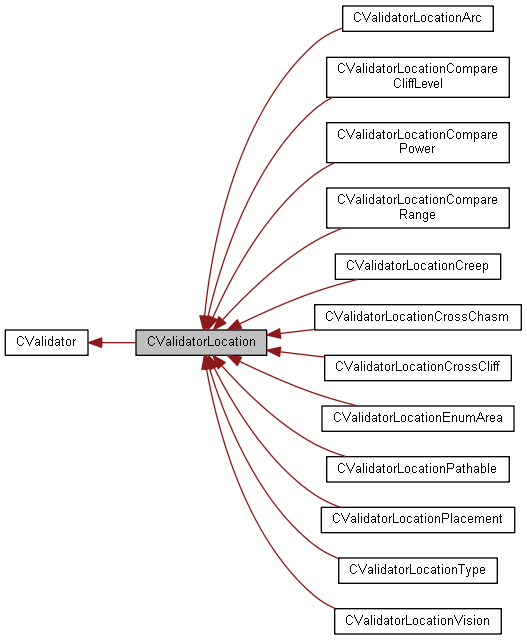 CValidatorLocationArc
CValidatorLocationCompare
CliffLevel
CValidatorLocationCompare
Power
CValidatorLocationCompare
Range
CValidatorLocationCreep
CValidatorLocationCrossChasm
CValidator
CValidatorLocation
CValidatorLocationCrossCliff
CValidatorLocationEnumArea
CValidatorLocationPathable
CValidatorLocationPlacement
CValidatorLocationType
CValidatorLocationVision